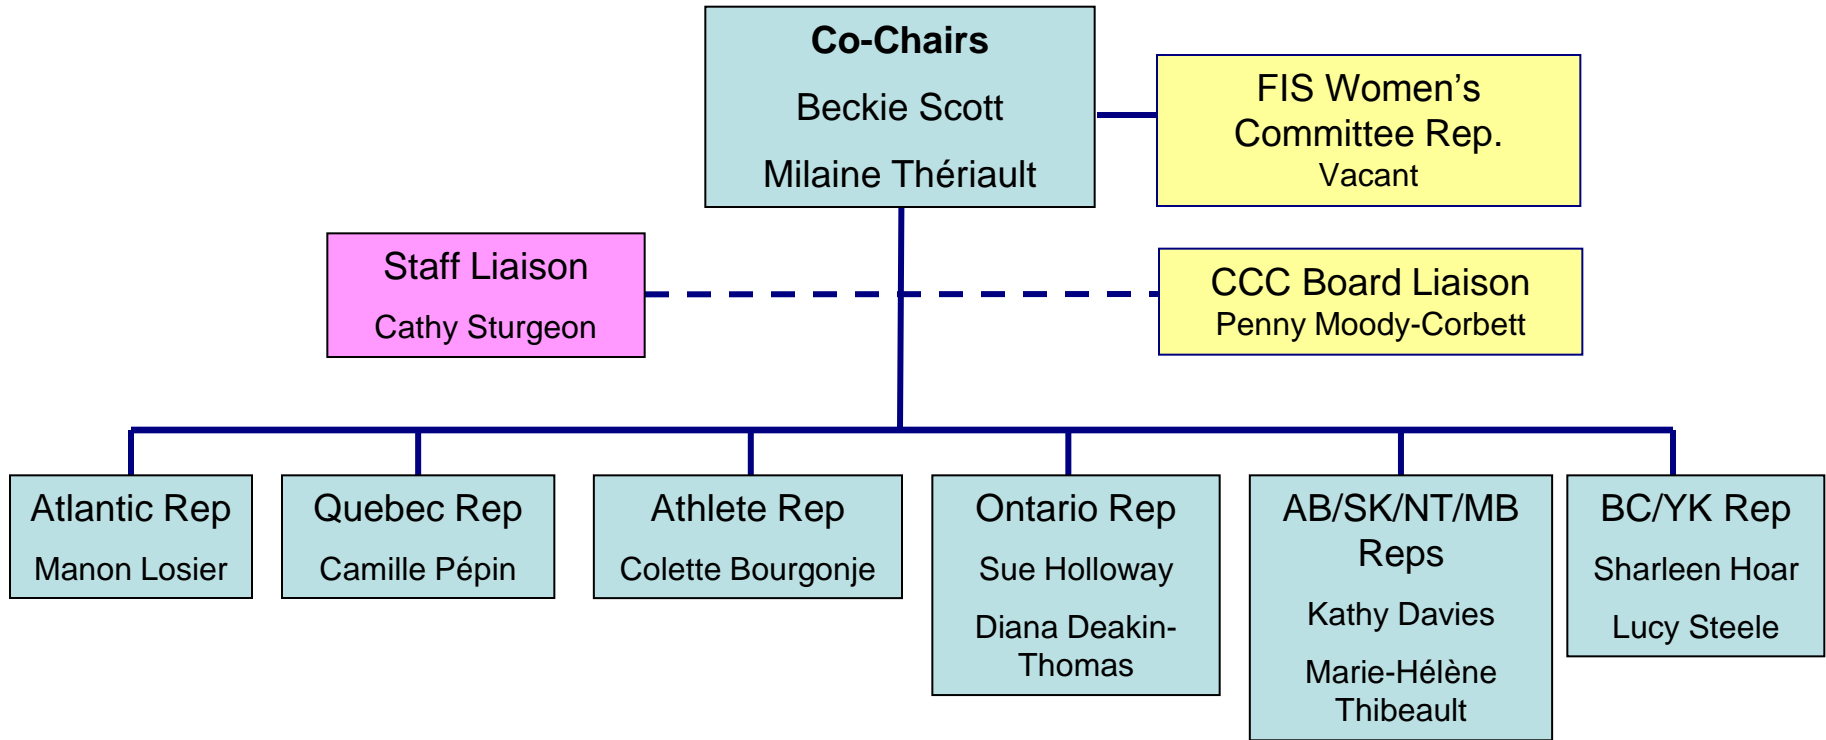 Co-Chairs
Beckie Scott
Milaine Thériault
FIS Women’s
Committee Rep.
Vacant
Staff Liaison
Cathy Sturgeon
CCC Board Liaison
Penny Moody-Corbett
Atlantic Rep
Manon Losier
Quebec Rep
Camille Pépin
Athlete Rep
Colette Bourgonje
Ontario Rep
Sue Holloway
Diana Deakin-
Thomas
AB/SK/NT/MB
Reps
Kathy Davies
Marie-Hélène
Thibeault
BC/YK Rep
Sharleen Hoar
Lucy Steele